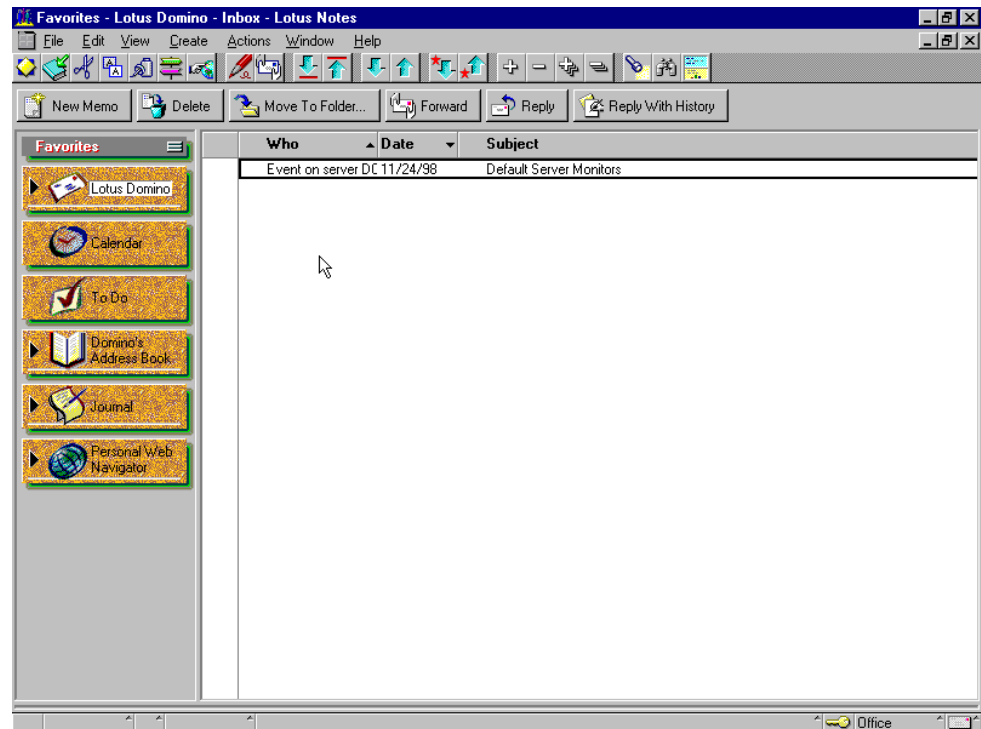 Favorites - Lotus Domino - Inbox - Lotus Notes
File Edit View Create Actions Window Help
New Memo Delete Move To Folder... Forward Reply Reply With History
Favorites Who Date Subject
Event on server DC 11/24/98 Default Server Monitors
Lotus Domino
Calendar
To Do
Domino's
Address Book
Journal
Personal Web
Navigator
Office